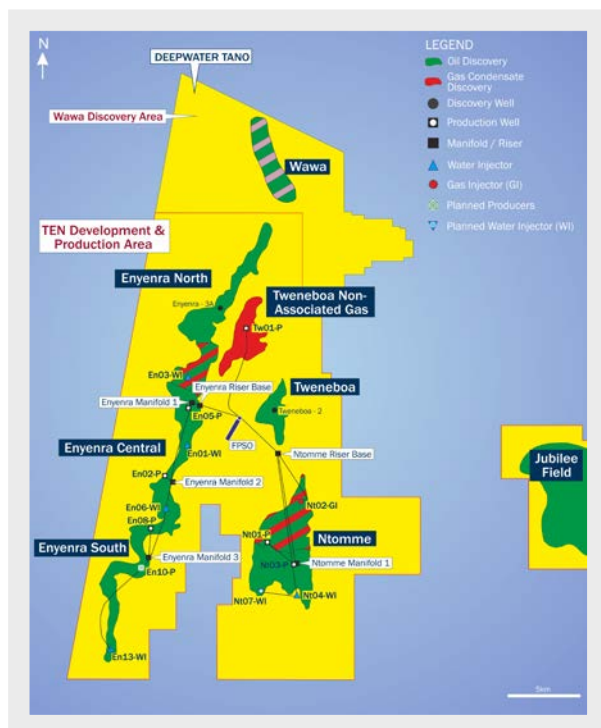 N
DEEPWATER TANO
Wawa Discovery Area
Wawa
LEGEND
Oil Discovery
Gas Condensate
Discovery
Discovery Well
Production Well
Manifold / Riser
Water Injector
Gas Injector (GI)
Planned Producers
Planned Water Injector (WI)
TEN Development &
Production Area
Enyenra North
Enyenra - 3A
Tweneboa Non-
Associated Gas
Tw01-P
En03-WI
Enyenra Riser Base
Enyenra Manifold 1
En05-P
Tweneboa
Tweneboa - 2
FPSO
Enyenra Central
En01-WI
Ntomme Riser Base
Jubilee
Field
En02-P
Enyenra Manifold 2
Nt02-GI
En06-WI
En08-P
Ntomme
Nt01-P
Enyenra South
Enyenra Manifold 3
Nt03-P
Ntomme Manifold 1
En10-P
Nt07-WI
Nt04-WI
En13-WI
5km